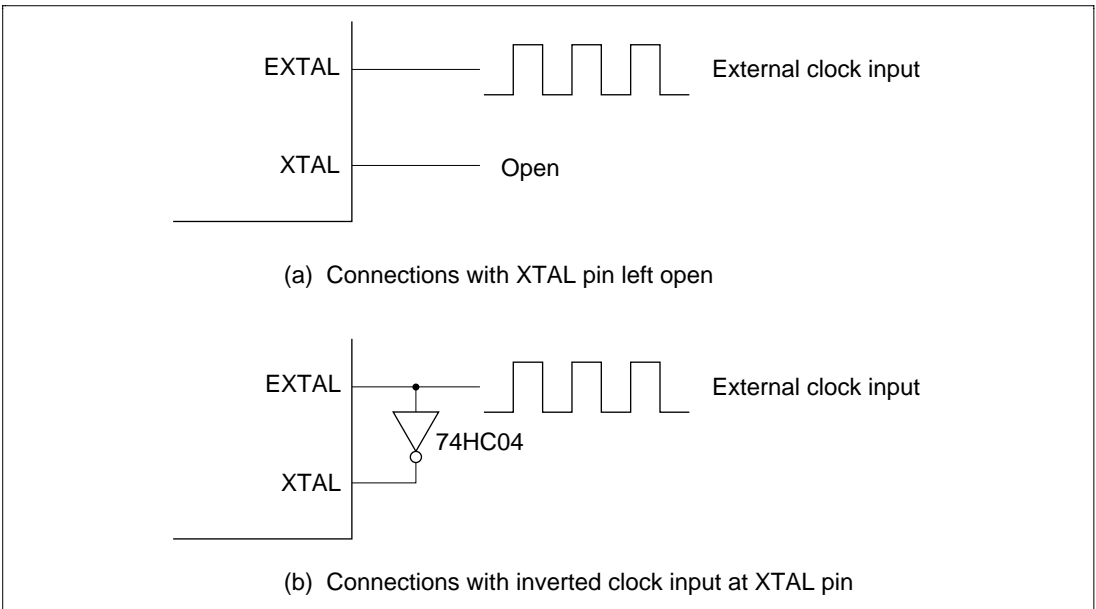 EXTAL
External clock input
XTAL
Open
(a) Connections with XTAL pin left open
EXTAL
External clock input
74HC04
XTAL
(b) Connections with inverted clock input at XTAL pin